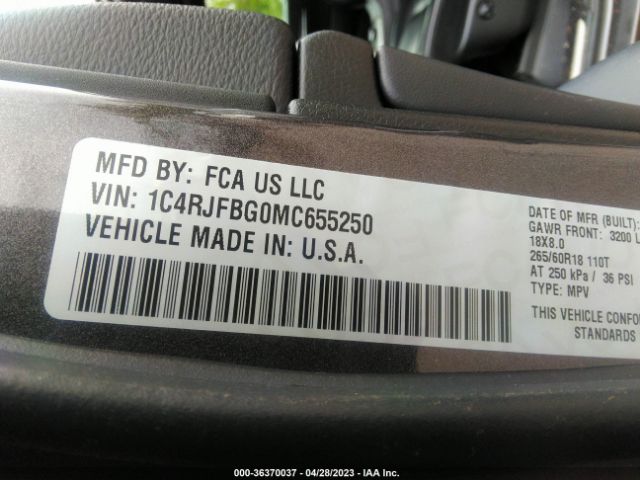 MFD BY: FCA US LLC
VIN: 1C4RJFBG0MC655250
VEHICLE MADE IN: U.S.A.
DATE OF MFR (BUILT):
GAWR FRONT: 3200 L
18X8.0
265/60R18 110T
AT 250 kPa / 36 PSI
TYPE: MPV
THIS VEHICLE CONFO
STANDARDS
000-36370037 - 04/28/2023 - IAA Inc.